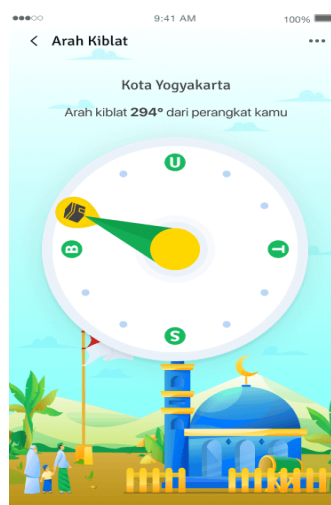 9:41 AM 100%
< Arah Kiblat
Kota Yogyakarta
Arah kiblat 294° dari perangkat kamu
U
B T
S